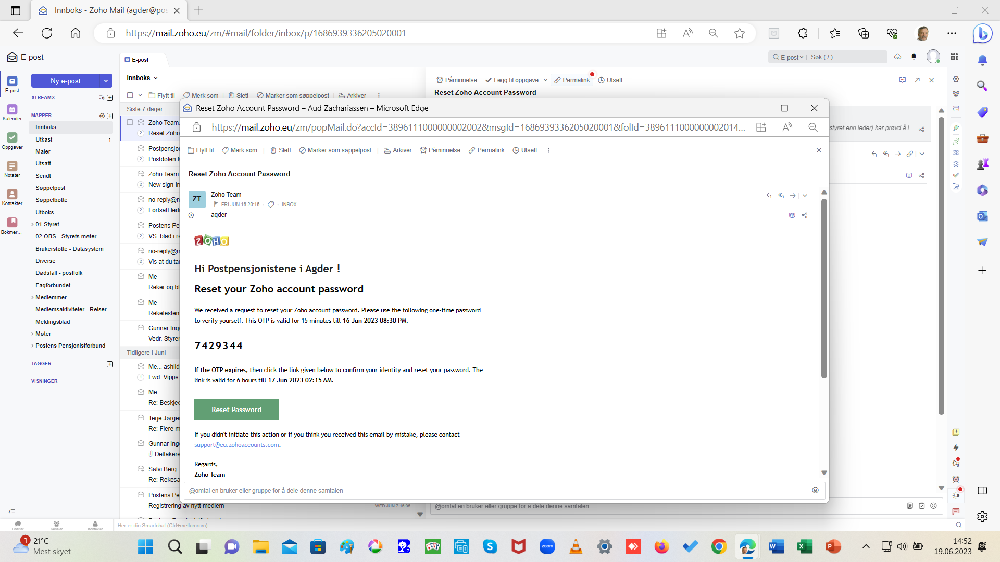 Innboks - Zoho Mail (agder@pos
https://mail.zoho.eu/zm/#mail/folder/inbox/p/1686939336205020001
E-post
E-post
E-post
Søk ( / )
Ny e-post
Innboks
Påminnelse
Legg til oppgave
Permalink
Utsett
Reset Zoho Account Password
E-post
Kalender
Oppgaver
Notater
Kontakter
Bokmer...
STREAMS
MAPPER
Innboks
Utkast
1
Maler
Utsatt
Sendt
Søppelpost
Søppelbøtte
Utboks
01 Styret
02 OBS - Styrets møter
Brukerstøtte - Datasystem
Diverse
Dødsfall - postfolk
Fagforbundet
Medlemmer
Medlemsaktiviteter - Reiser
Meldingsblad
Møter
Postens Pensjonistforbund
TAGGER
VISNINGER
Flytt til
Merk som
Slett
Marker som søppelpost
Arkiver
Siste 7 dager
Zoho Team.
2
Reset Zoho
Postpensjon
2
Postdølen M
Zoho Team.
2
New sign-in
no-reply@n
2
Fortsatt ledi
Postens Pe
2
VS: blad i re
no-reply@n
2
Vis at du tar
Me
Reker og bl
Me
Rekefesten
Gunnar Inge
Vedr. Styrer
Tidligere i Juni
Me... ashild
1
Fwd: Vipps
Me
Re: Beskjed
Terje Jørger
Re: Flere m
Gunnar Inge
Deltakere
Sølvi Berg_
Re: Rekesa
Postens Pe
Registrering av nytt medlem
WED JUN 7 15:05
styret enn leder) har prøvd å l...
Reset Zoho Account Password – Aud Zachariassen – Microsoft Edge
https://mail.zoho.eu/zm/popMail.do?accId=3896111000000002002&msgId=1686939336205020001&folId=3896111000000002014...
Flytt til
Merk som
Slett
Marker som søppelpost
Arkiver
Påminnelse
Permalink
Utsett
Reset Zoho Account Password
ZT
Zoho Team
FRI JUN 16 20:15 · · INBOX
agder
ZOHO
Hi Postpensjonistene i Agder !
Reset your Zoho account password
We received a request to reset your Zoho account password. Please use the following one-time password
to verify yourself. This OTP is valid for 15 minutes till 16 Jun 2023 08:30 PM.
7429344
If the OTP expires, then click the link given below to confirm your identity and reset your password. The
link is valid for 6 hours till 17 Jun 2023 02:15 AM.
Reset Password
If you didn't initiate this action or if you think you received this email by mistake, please contact
support@eu.zohoaccounts.com.
Regards,
Zoho Team
@omtal en bruker eller gruppe for å dele denne samtalen
@omtal en bruker eller gruppe for å dele denne samtalen
Chatter
Kanaler
Kontakter
Her er din Smartchat (Ctrl+mellomrom)
1
21°C
Mest skyet
zoom
14:52
19.06.2023